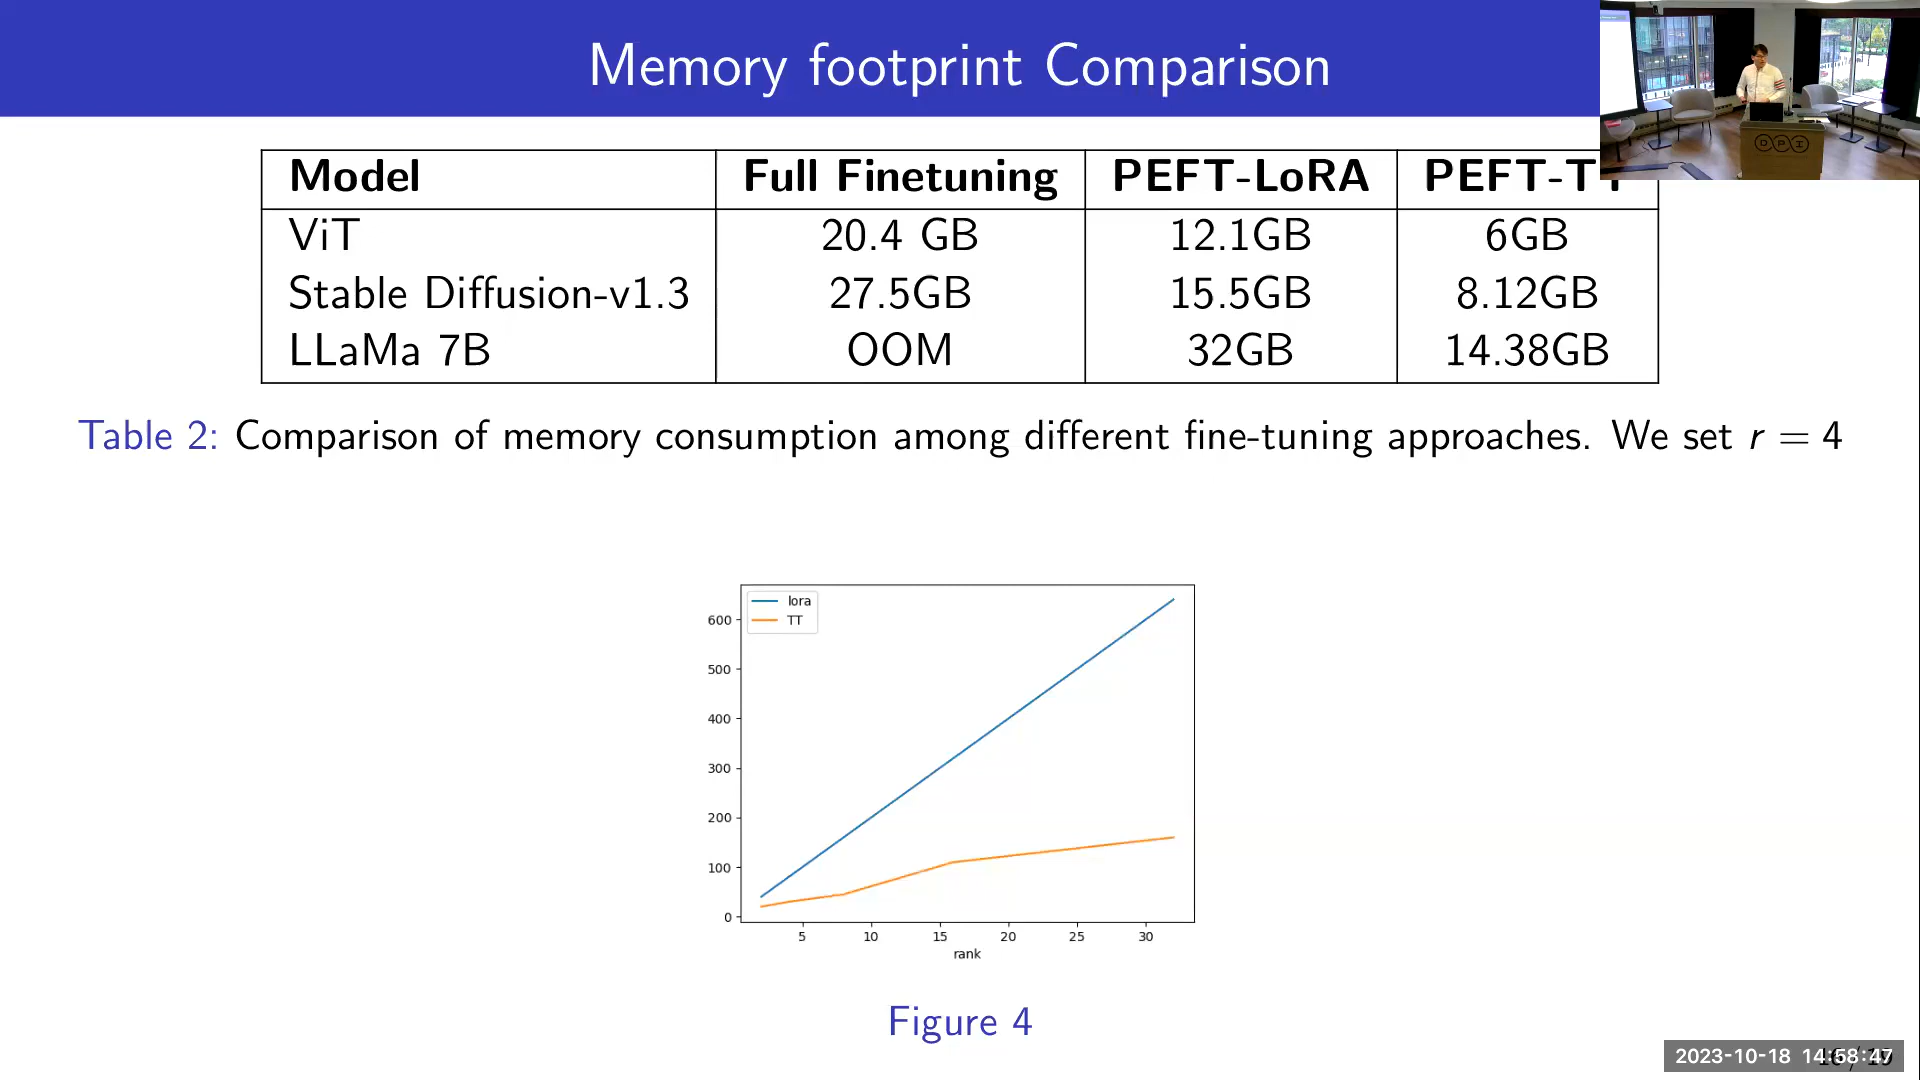 Memory footprint Comparison
Model Full Finetuning PEFT-LoRA PEFT-TT
ViT 20.4 GB 12.1GB 6GB
Stable Diffusion-v1.3 27.5GB 15.5GB 8.12GB
LLaMa 7B OOM 32GB 14.38GB
Table 2: Comparison of memory consumption among different fine-tuning approaches. We set r = 4
lora
TT
600
500
400
300
200
100
0
5 10 15 20 25 30
rank
Figure 4
2023-10-18 14:58:47
DPI